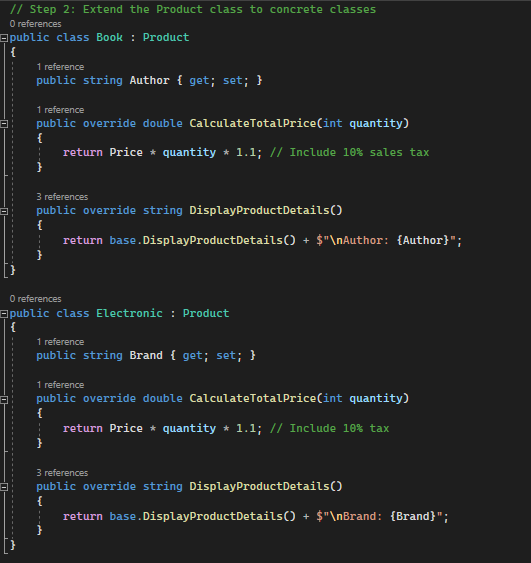 // Step 2: Extend the Product class to concrete classes
0 references
public class Book : Product
{
1 reference
public string Author { get; set; }
1 reference
public override double CalculateTotalPrice(int quantity)
{
return Price * quantity * 1.1; // Include 10% sales tax
}
3 references
public override string DisplayProductDetails()
{
return base.DisplayProductDetails() + $"\nAuthor: {Author}";
}
}
0 references
public class Electronic : Product
{
1 reference
public string Brand { get; set; }
1 reference
public override double CalculateTotalPrice(int quantity)
{
return Price * quantity * 1.1; // Include 10% tax
}
3 references
public override string DisplayProductDetails()
{
return base.DisplayProductDetails() + $"\nBrand: {Brand}";
}
}